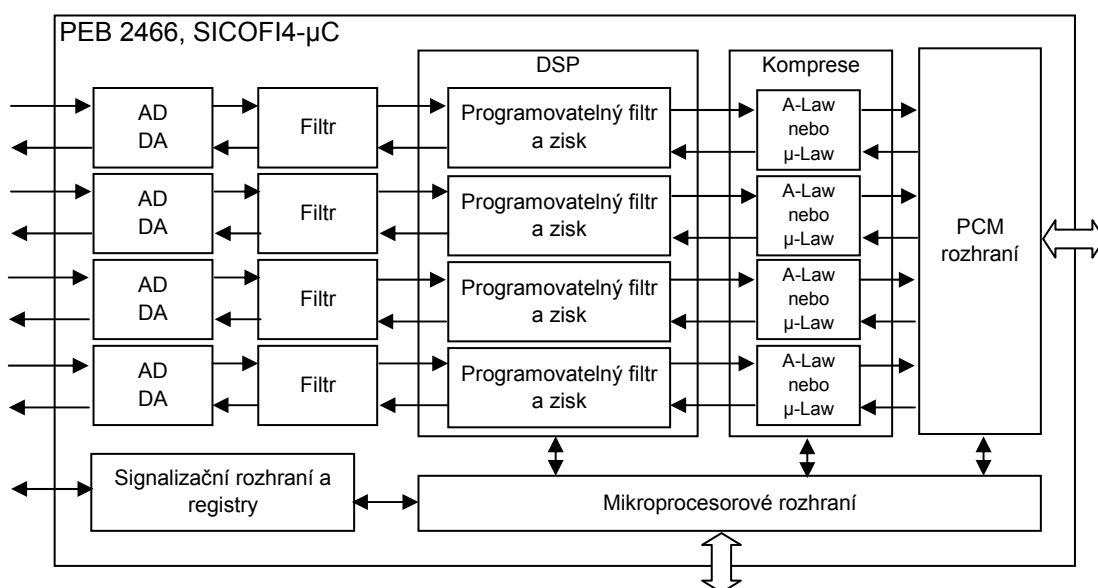 PEB 2466, SICOFI4-µC
DSP
Komprese
AD
DA
Filtr
Programovatelný filtr
a zisk
A-Law
nebo
µ-Law
AD
DA
Filtr
Programovatelný filtr
a zisk
A-Law
nebo
µ-Law
PCM
rozhraní
AD
DA
Filtr
Programovatelný filtr
a zisk
A-Law
nebo
µ-Law
AD
DA
Filtr
Programovatelný filtr
a zisk
A-Law
nebo
µ-Law
Signalizační rozhraní a
registry
Mikroprocesorové rozhraní